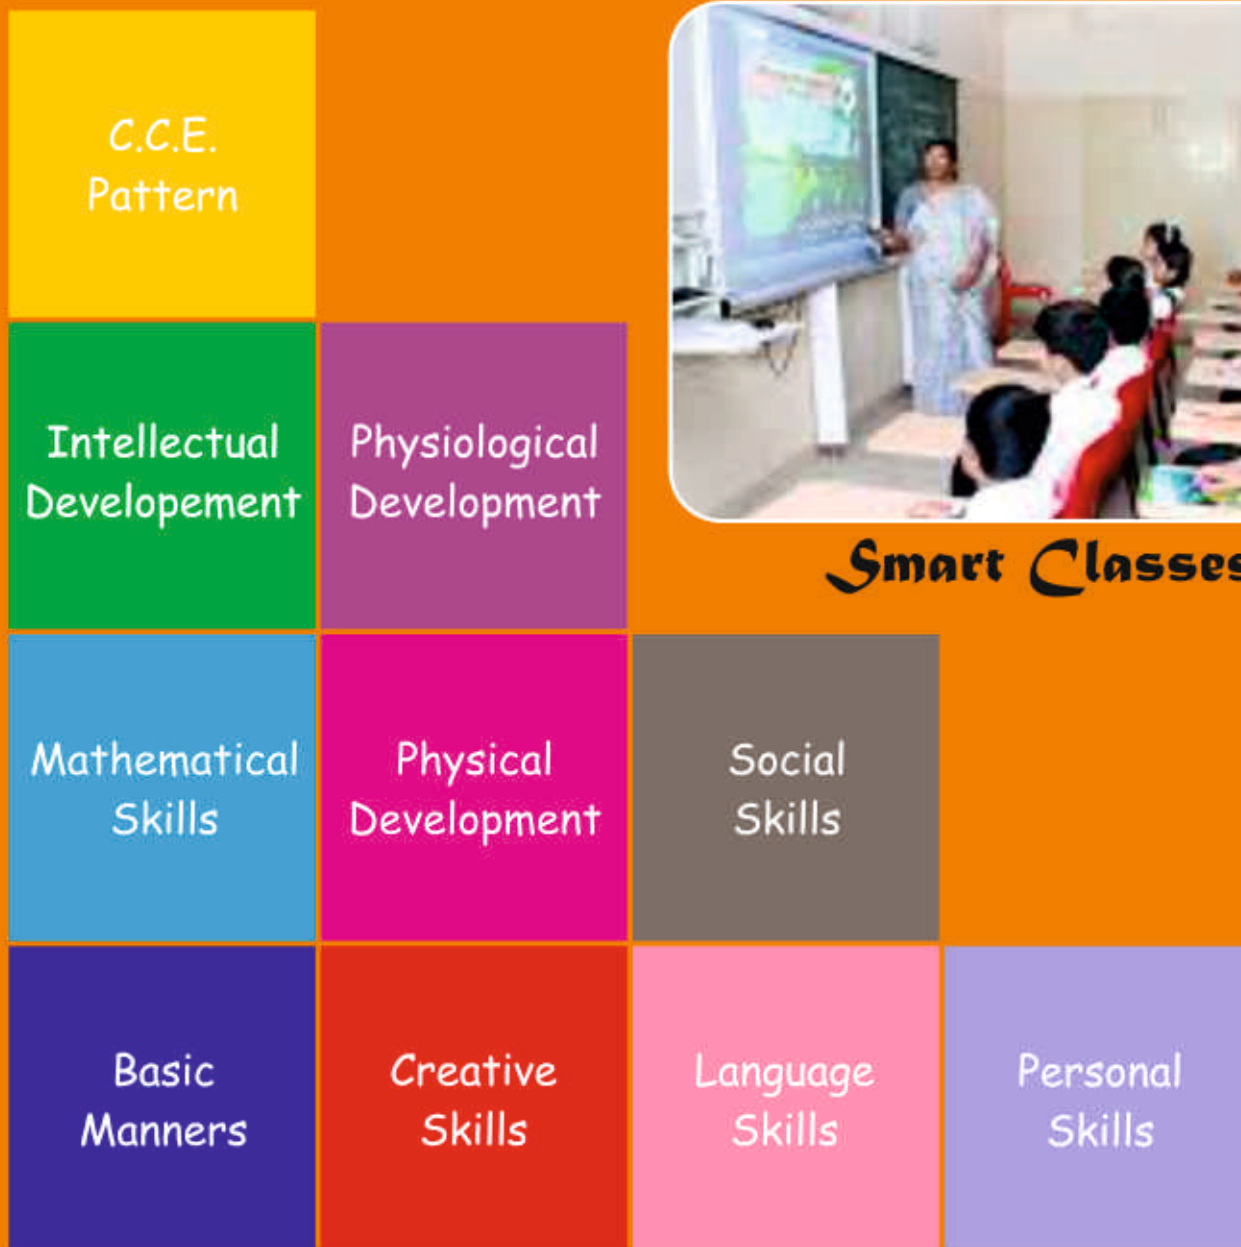 C.C.E.
Pattern
Intellectual
Developement
Physiological
Development
Smart Classes
Mathematical
Skills
Physical
Development
Social
Skills
Basic
Manners
Creative
Skills
Language
Skills
Personal
Skills